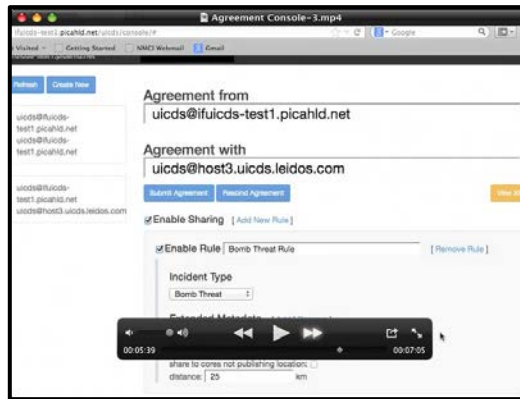 Agreement Console-3.mp4
ifuicds-test1.picahld.net/uicds/console/#
Google
Visited
Getting Started
NMCI Webmail
Gmail
Refresh
Create New
Agreement from
uicds@ifuicds-
test1.picahld.net
uicds@ifuicds-
test1.picahld.net
uicds@ifuicds-test1.picahld.net
Agreement with
uicds@ifuicds-
test1.picahld.net
uicds@host3.uicds.leidos.com
uicds@host3.uicds.leidos.com
Submit Agreement
Rescind Agreement
Enable Sharing [ Add New Rule ]
Enable Rule Bomb Threat Rule [ Remove Rule ]
Incident Type
Bomb Threat
Extended Metadata
00:05:39
00:07:05
share to cores not publishing location:
distance: 25 km